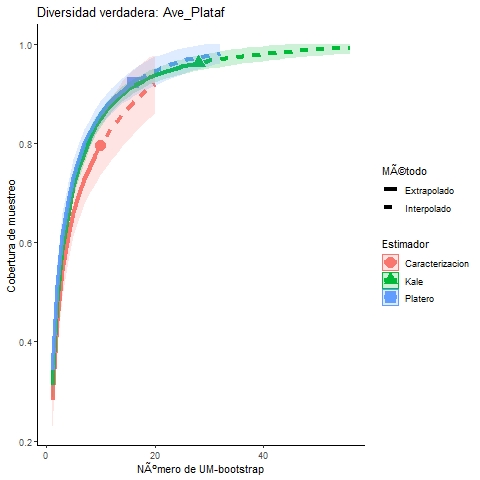 Diversidad verdadera: Ave_Plataf
1.0
0.8
0.6
0.4
0.2
Cobertura de muestreo
0
20
40
NÃºmero de UM-bootstrap
MÃ©todo
Extrapolado
Interpolado
Estimador
Caracterizacion
Kale
Platero